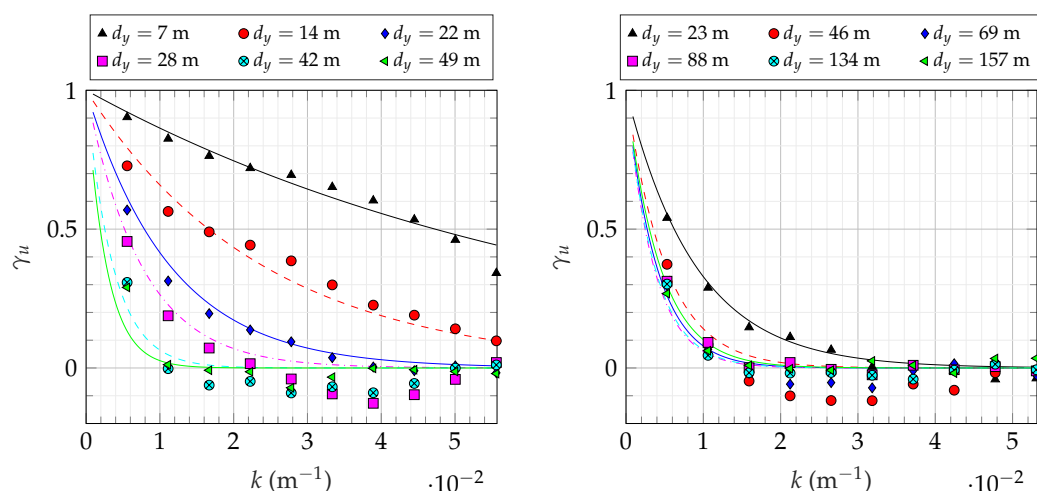 d_y = 7 m d_y = 14 m d_y = 22 m
d_y = 28 m d_y = 42 m d_y = 49 m
1
0.5
0
γ_u
0 1 2 3 4 5
k (m⁻¹) ·10⁻²
d_y = 23 m d_y = 46 m d_y = 69 m
d_y = 88 m d_y = 134 m d_y = 157 m
1
0.5
0
γ_u
0 1 2 3 4 5
k (m⁻¹) ·10⁻²